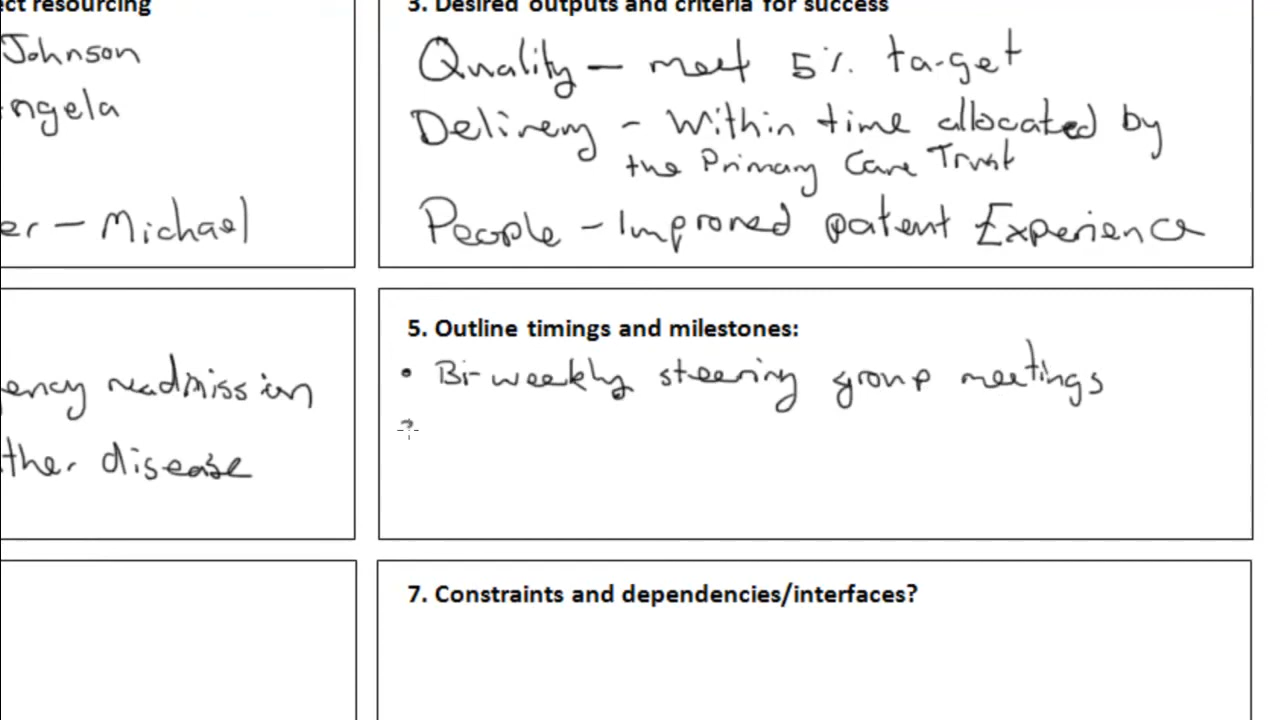 ect resourcing
Johnson
ngela
er - Michael
3. Desired outputs and criteria for success
Quality - meet 5% target
Delivery - Within time allocated by
the Primary Care Trust
People - Improved patent Experience
ency readmission
ther disease
5. Outline timings and milestones:
• Bi-weekly steering group meetings
7. Constraints and dependencies/interfaces?